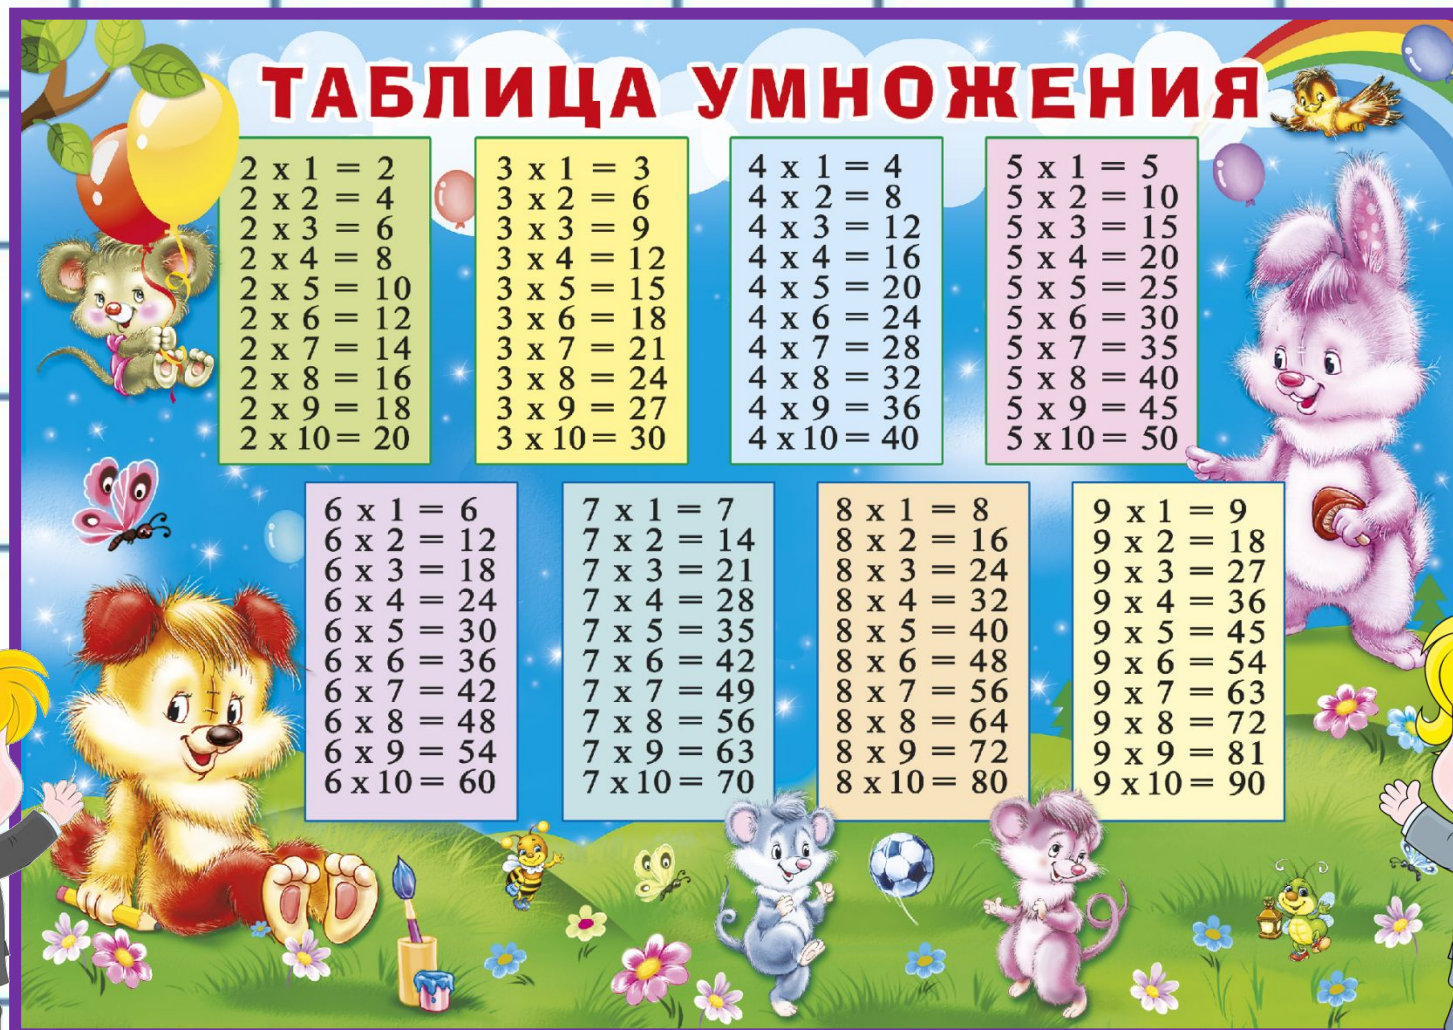 ТАБЛИЦА УМНОЖЕНИЯ
2 x 1 = 2
2 x 2 = 4
2 x 3 = 6
2 x 4 = 8
2 x 5 = 10
2 x 6 = 12
2 x 7 = 14
2 x 8 = 16
2 x 9 = 18
2 x 10 = 20
3 x 1 = 3
3 x 2 = 6
3 x 3 = 9
3 x 4 = 12
3 x 5 = 15
3 x 6 = 18
3 x 7 = 21
3 x 8 = 24
3 x 9 = 27
3 x 10 = 30
4 x 1 = 4
4 x 2 = 8
4 x 3 = 12
4 x 4 = 16
4 x 5 = 20
4 x 6 = 24
4 x 7 = 28
4 x 8 = 32
4 x 9 = 36
4 x 10 = 40
5 x 1 = 5
5 x 2 = 10
5 x 3 = 15
5 x 4 = 20
5 x 5 = 25
5 x 6 = 30
5 x 7 = 35
5 x 8 = 40
5 x 9 = 45
5 x 10 = 50
6 x 1 = 6
6 x 2 = 12
6 x 3 = 18
6 x 4 = 24
6 x 5 = 30
6 x 6 = 36
6 x 7 = 42
6 x 8 = 48
6 x 9 = 54
6 x 10 = 60
7 x 1 = 7
7 x 2 = 14
7 x 3 = 21
7 x 4 = 28
7 x 5 = 35
7 x 6 = 42
7 x 7 = 49
7 x 8 = 56
7 x 9 = 63
7 x 10 = 70
8 x 1 = 8
8 x 2 = 16
8 x 3 = 24
8 x 4 = 32
8 x 5 = 40
8 x 6 = 48
8 x 7 = 56
8 x 8 = 64
8 x 9 = 72
8 x 10 = 80
9 x 1 = 9
9 x 2 = 18
9 x 3 = 27
9 x 4 = 36
9 x 5 = 45
9 x 6 = 54
9 x 7 = 63
9 x 8 = 72
9 x 9 = 81
9 x 10 = 90